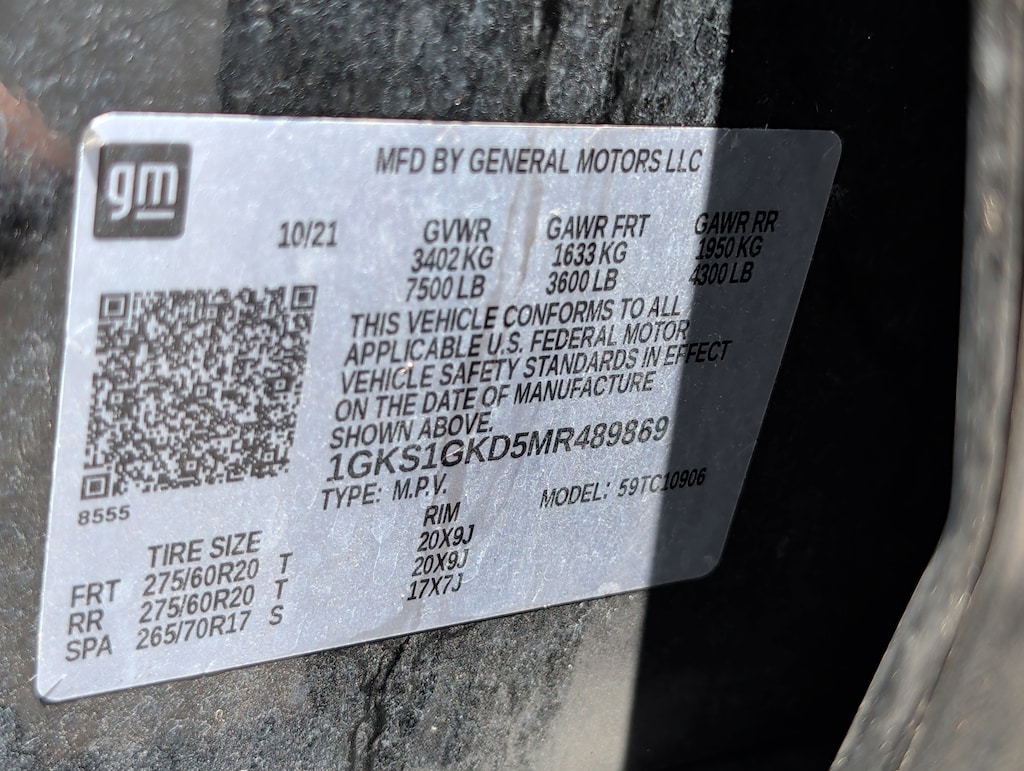 gm
MFD BY GENERAL MOTORS LLC
10/21 GVWR GAWR FRT GAWR RR
3402 KG 1633 KG 1950 KG
7500 LB 3600 LB 4300 LB
THIS VEHICLE CONFORMS TO ALL
APPLICABLE U.S. FEDERAL MOTOR
VEHICLE SAFETY STANDARDS IN EFFECT
ON THE DATE OF MANUFACTURE
SHOWN ABOVE.
1GKS1GKD5MR489869
TYPE: M.P.V. MODEL: 59TC10906
8555
TIRE SIZE RIM
FRT 275/60R20 T 20X9J
RR 275/60R20 T 20X9J
SPA 265/70R17 S 17X7J